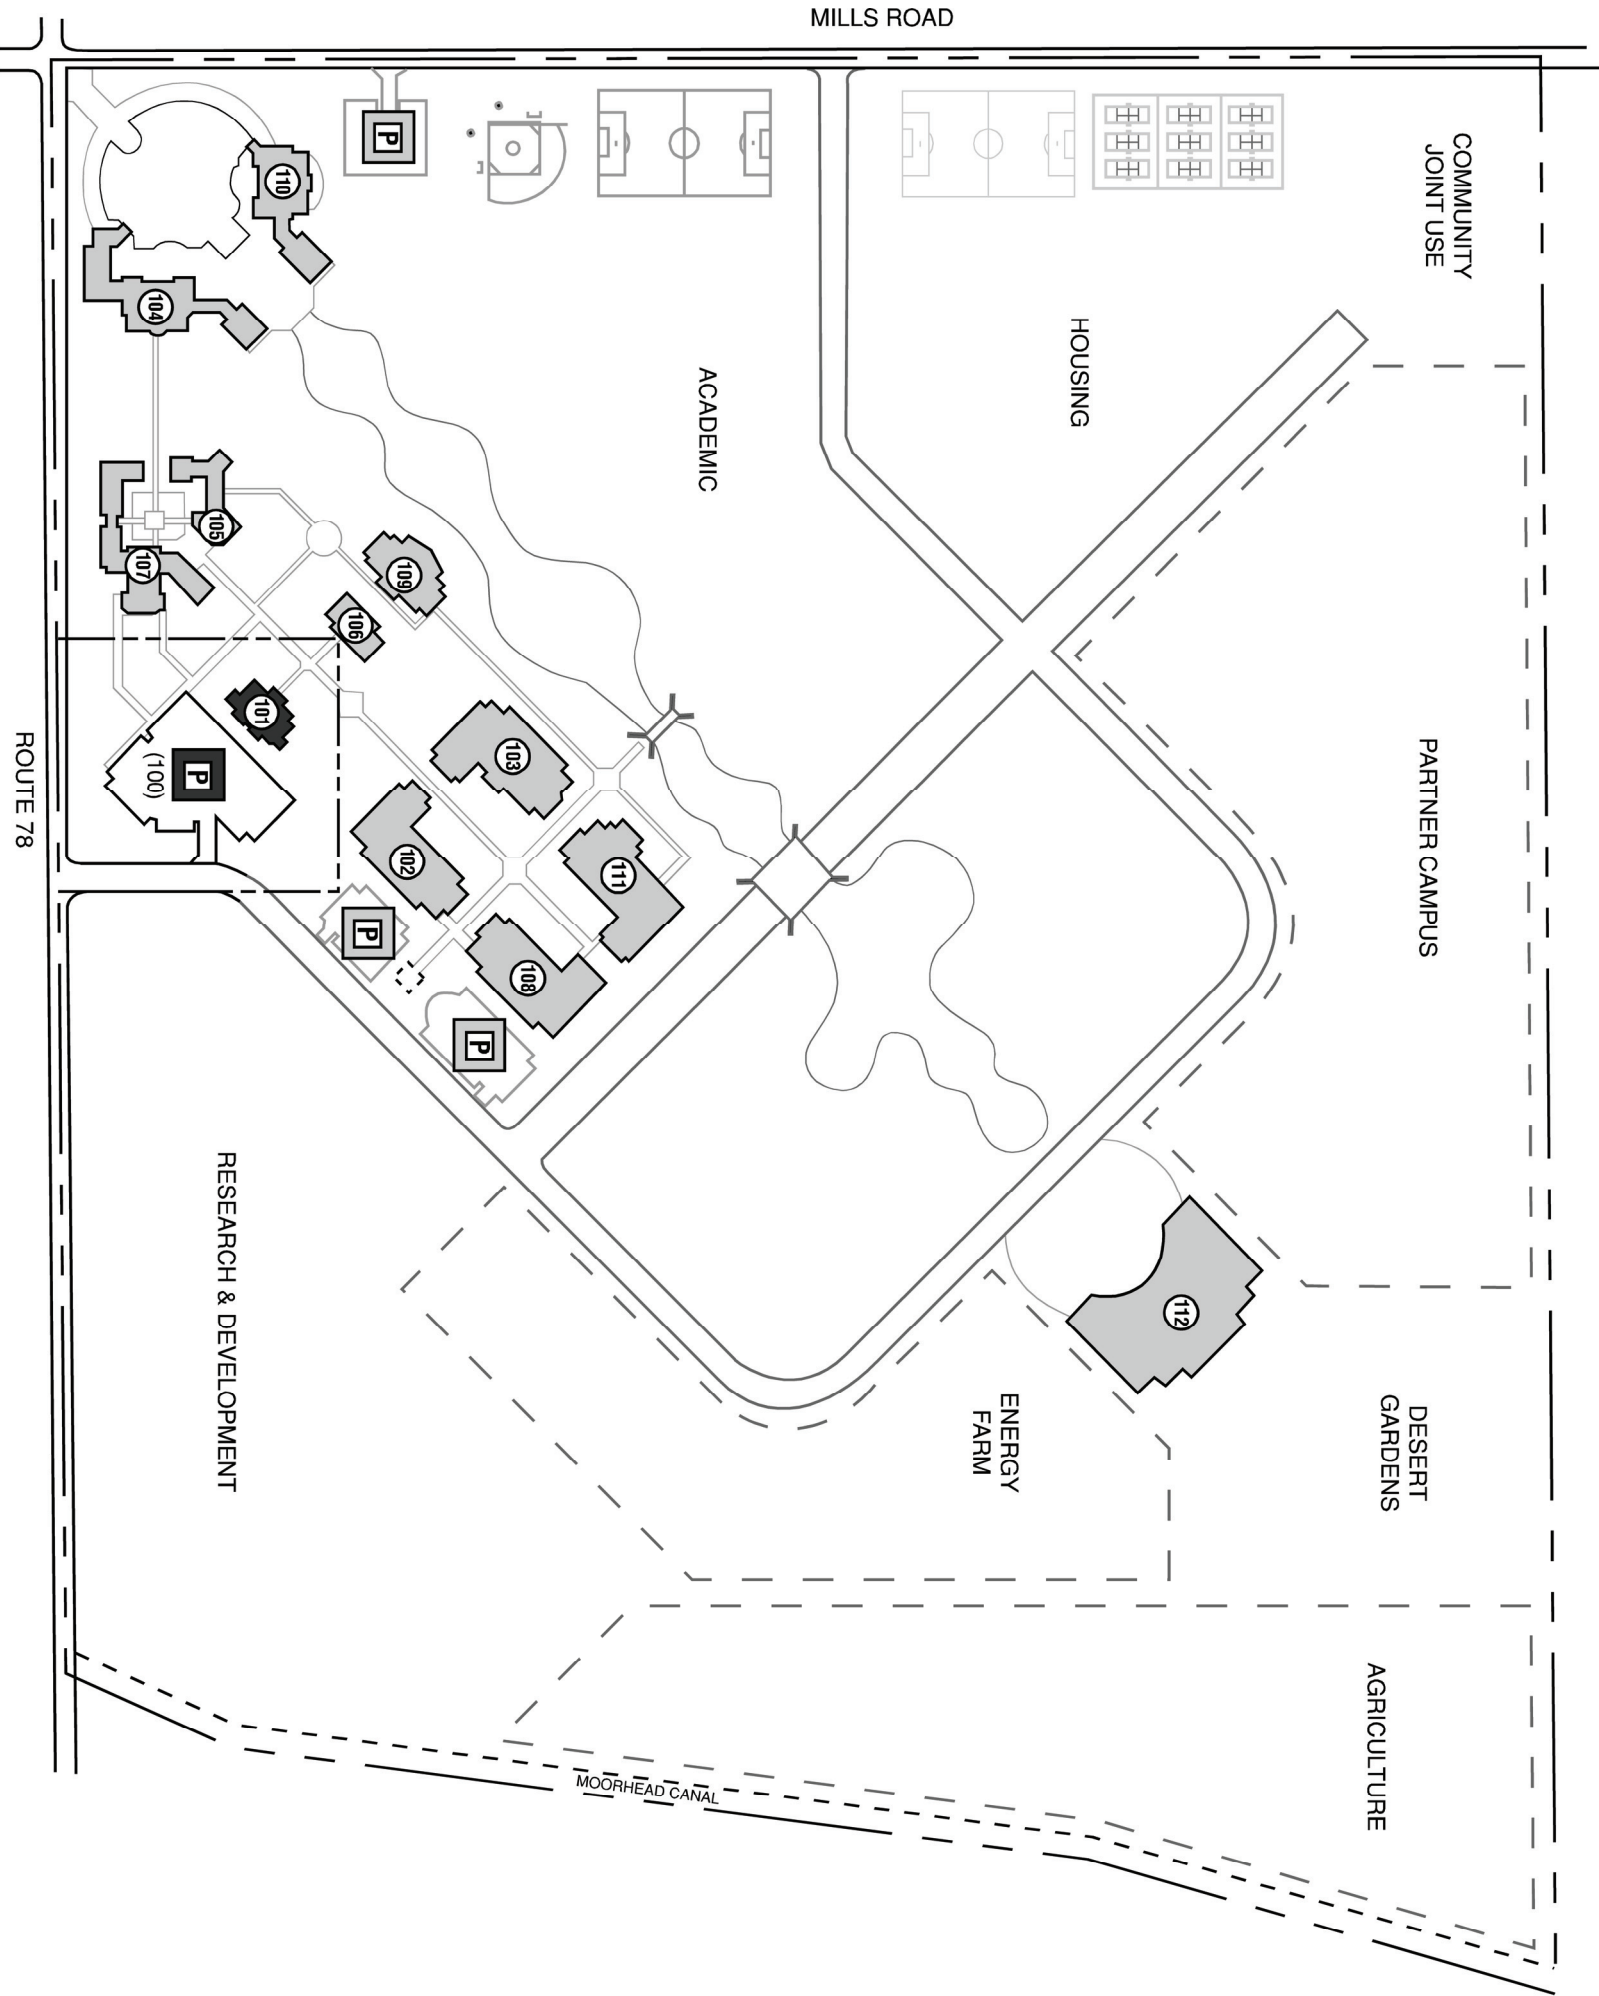 MILLS ROAD
COMMUNITY
JOINT USE
HOUSING
ACADEMIC
PARTNER CAMPUS
DESERT
GARDENS
ENERGY
FARM
AGRICULTURE
RESEARCH & DEVELOPMENT
ROUTE 78
MOORHEAD CANAL
P
110
104
105
107
109
106
101
P
(100)
103
102
111
P
108
P
112